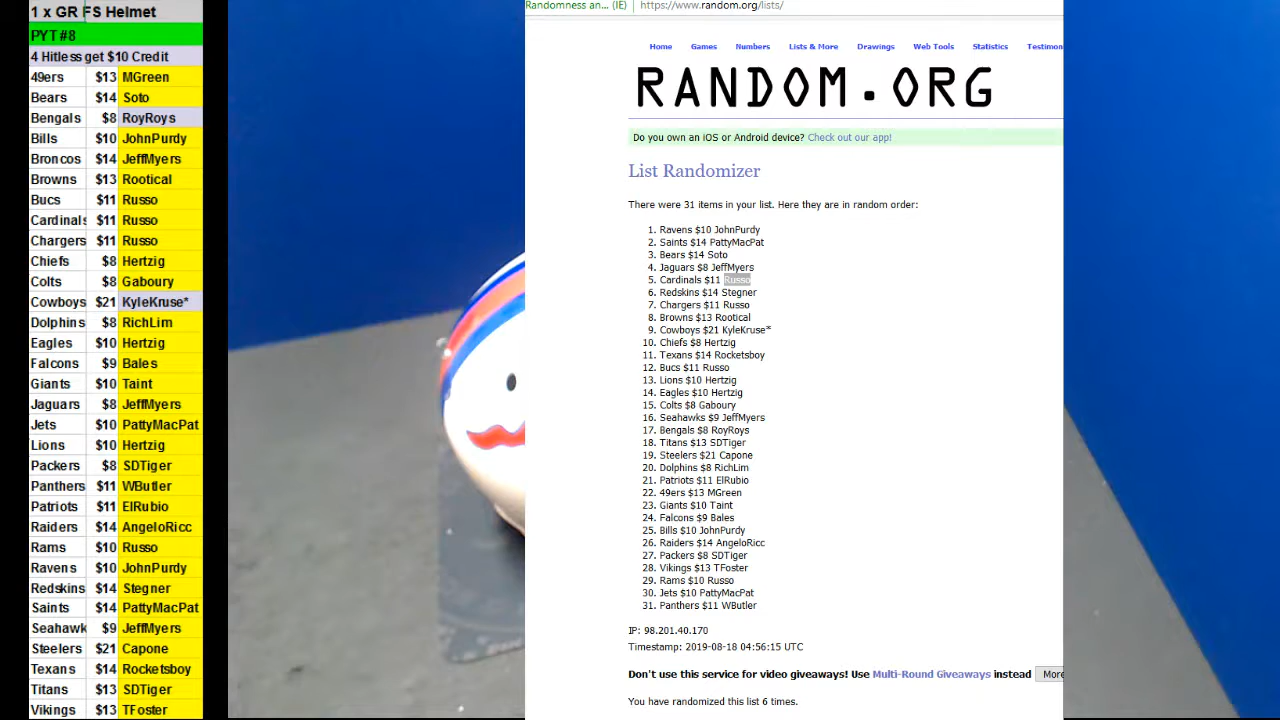 1 x GR FS Helmet
PYT #8
4 Hitless get $10 Credit
49ers $13 MGreen
Bears $14 Soto
Bengals $8 RoyRoys
Bills $10 JohnPurdy
Broncos $14 JeffMyers
Browns $13 Rootical
Bucs $11 Russo
Cardinals $11 Russo
Chargers $11 Russo
Chiefs $8 Hertzig
Colts $8 Gaboury
Cowboys $21 KyleKruse*
Dolphins $8 RichLim
Eagles $10 Hertzig
Falcons $9 Bales
Giants $10 Taint
Jaguars $8 JeffMyers
Jets $10 PattyMacPat
Lions $10 Hertzig
Packers $8 SDTiger
Panthers $11 WButler
Patriots $11 ElRubio
Raiders $14 AngeloRicc
Rams $10 Russo
Ravens $10 JohnPurdy
Redskins $14 Stegner
Saints $14 PattyMacPat
Seahawk $9 JeffMyers
Steelers $21 Capone
Texans $14 Rocketsboy
Titans $13 SDTiger
Vikings $13 TFoster
Randomness an... (IE) https://www.random.org/lists/
Home Games Numbers Lists & More Drawings Web Tools Statistics Testimon
RANDOM.ORG
Do you own an iOS or Android device? Check out our app!
List Randomizer
There were 31 items in your list. Here they are in random order:
1. Ravens $10 JohnPurdy
2. Saints $14 PattyMacPat
3. Bears $14 Soto
4. Jaguars $8 JeffMyers
5. Cardinals $11 Russo
6. Redskins $14 Stegner
7. Chargers $11 Russo
8. Browns $13 Rootical
9. Cowboys $21 KyleKruse*
10. Chiefs $8 Hertzig
11. Texans $14 Rocketsboy
12. Bucs $11 Russo
13. Lions $10 Hertzig
14. Eagles $10 Hertzig
15. Colts $8 Gaboury
16. Seahawks $9 JeffMyers
17. Bengals $8 RoyRoys
18. Titans $13 SDTiger
19. Steelers $21 Capone
20. Dolphins $8 RichLim
21. Patriots $11 ElRubio
22. 49ers $13 MGreen
23. Giants $10 Taint
24. Falcons $9 Bales
25. Bills $10 JohnPurdy
26. Raiders $14 AngeloRicc
27. Packers $8 SDTiger
28. Vikings $13 TFoster
29. Rams $10 Russo
30. Jets $10 PattyMacPat
31. Panthers $11 WButler
IP: 98.201.40.170
Timestamp: 2019-08-18 04:56:15 UTC
Don't use this service for video giveaways! Use Multi-Round Giveaways instead More
You have randomized this list 6 times.